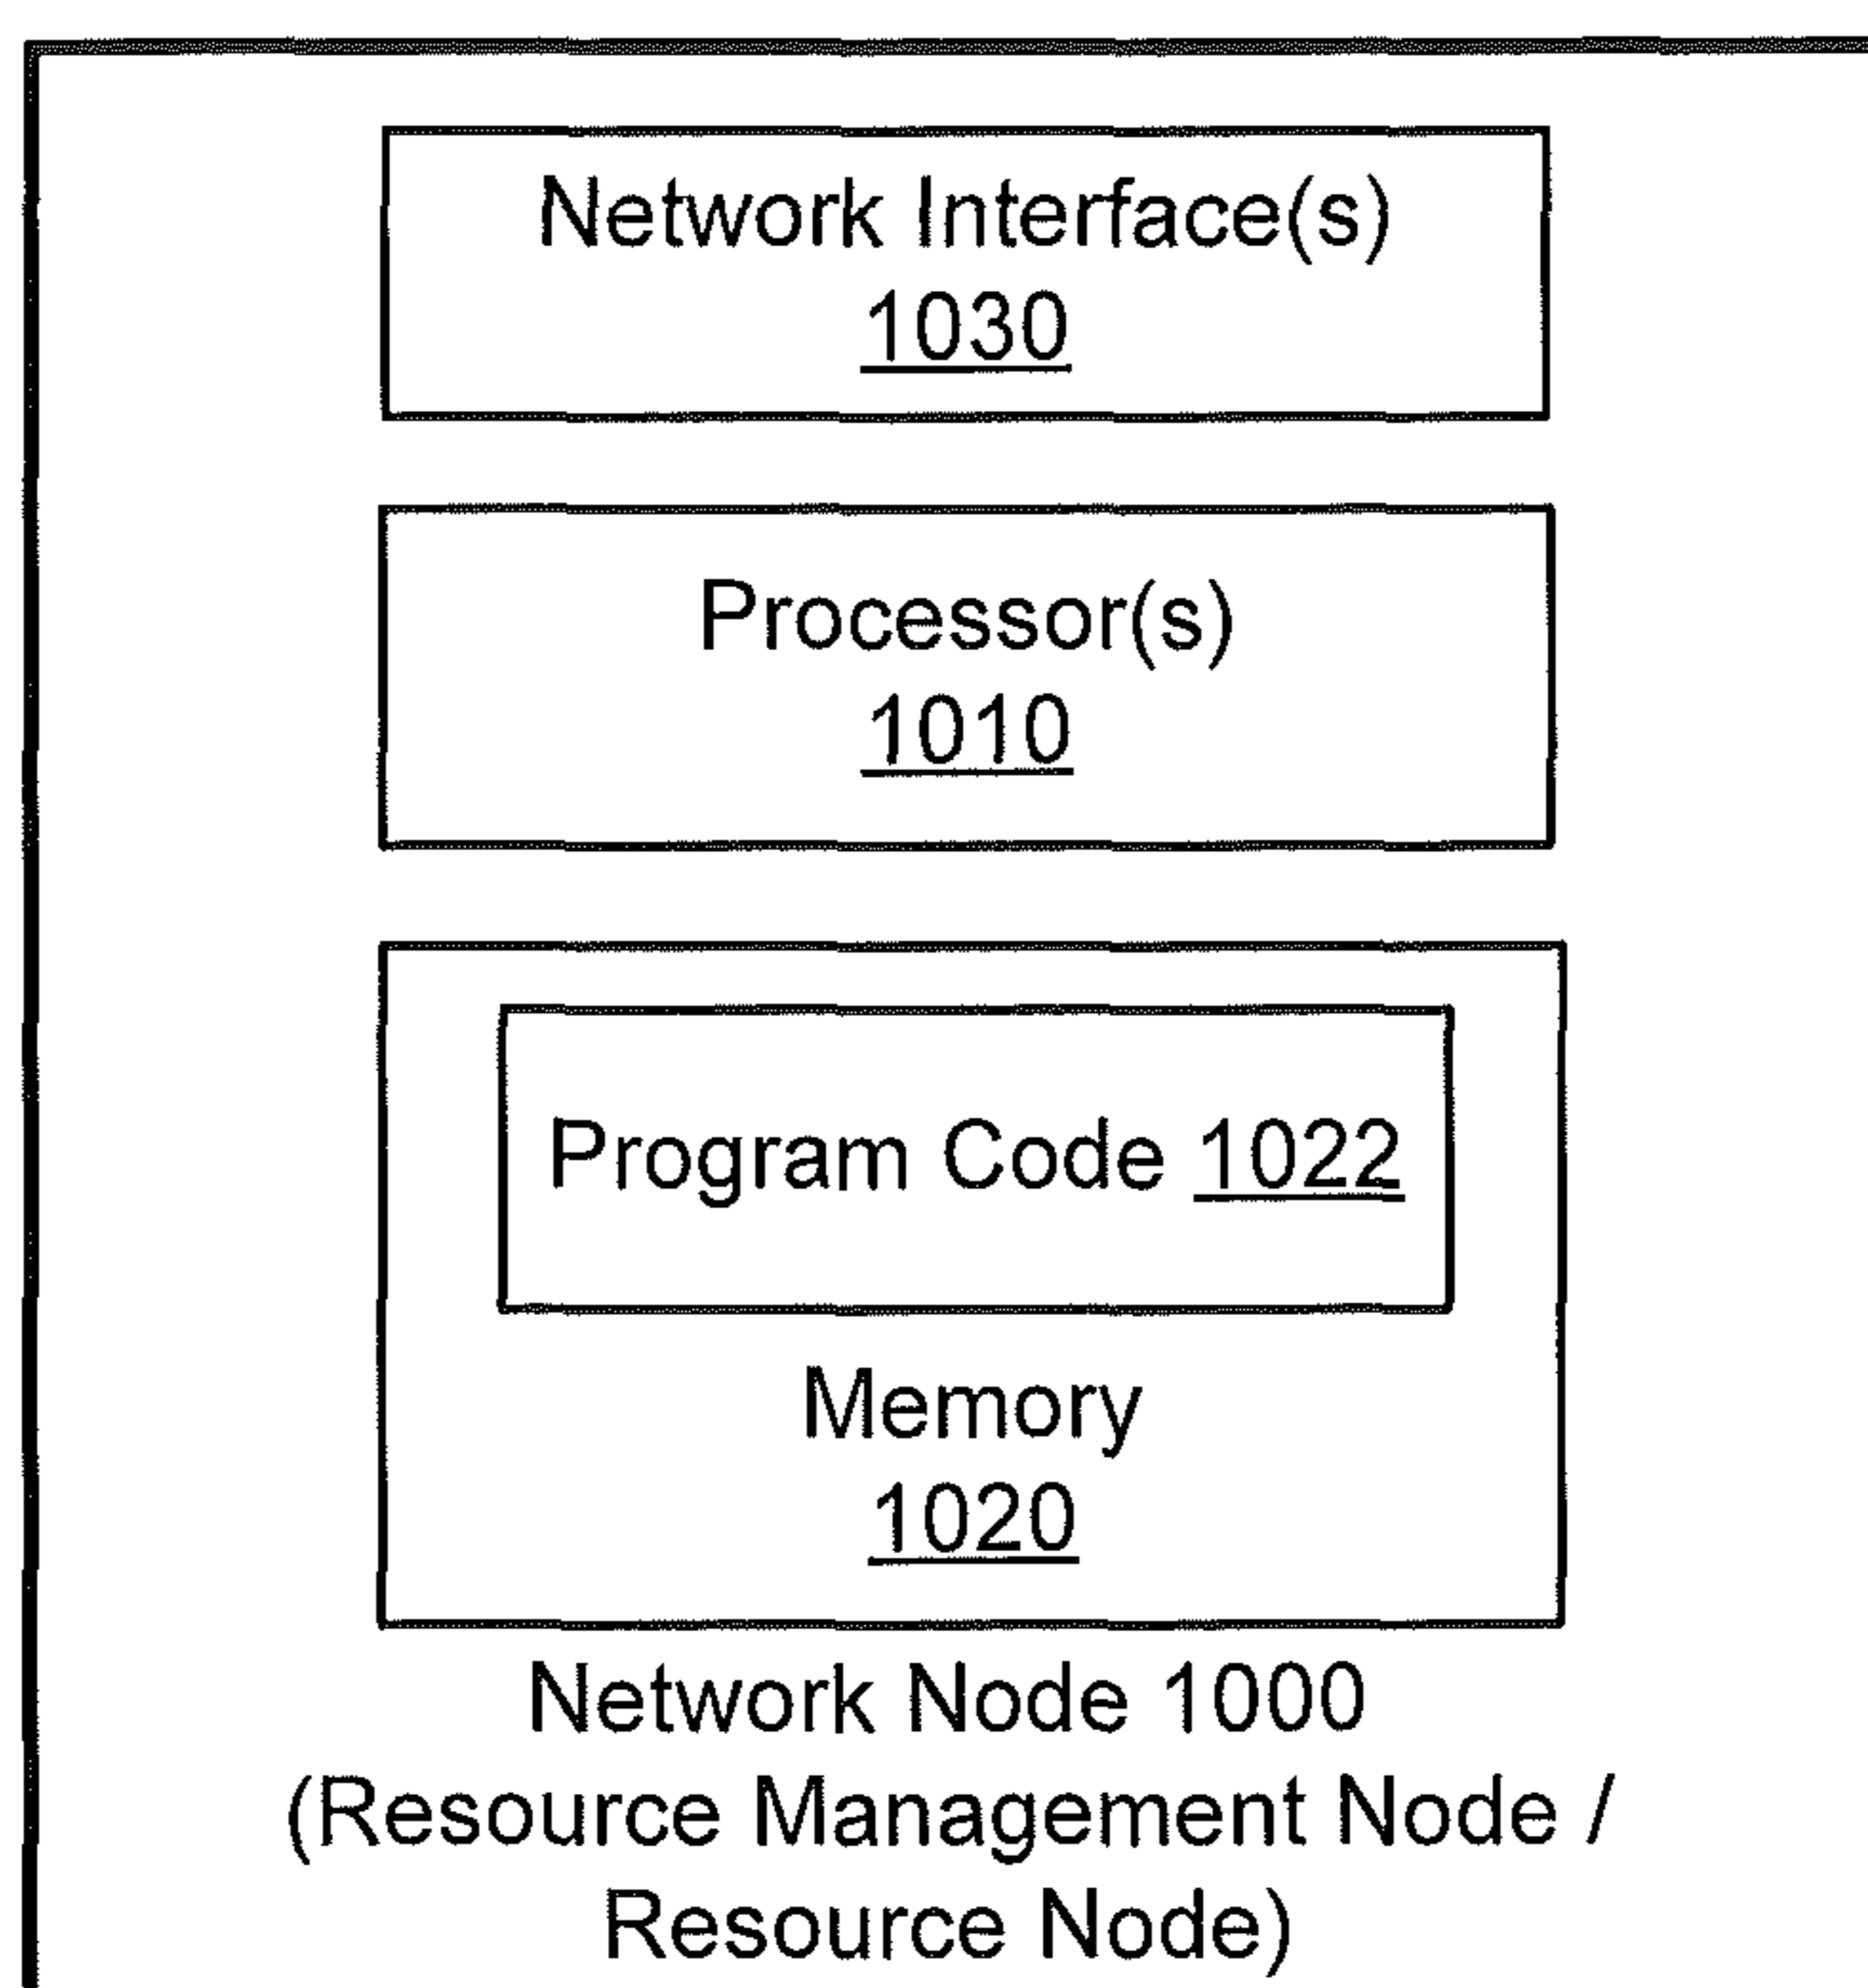 Network Interface(s)
1030
Processor(s)
1010
Program Code 1022
Memory
1020
Network Node 1000
(Resource Management Node /
Resource Node)